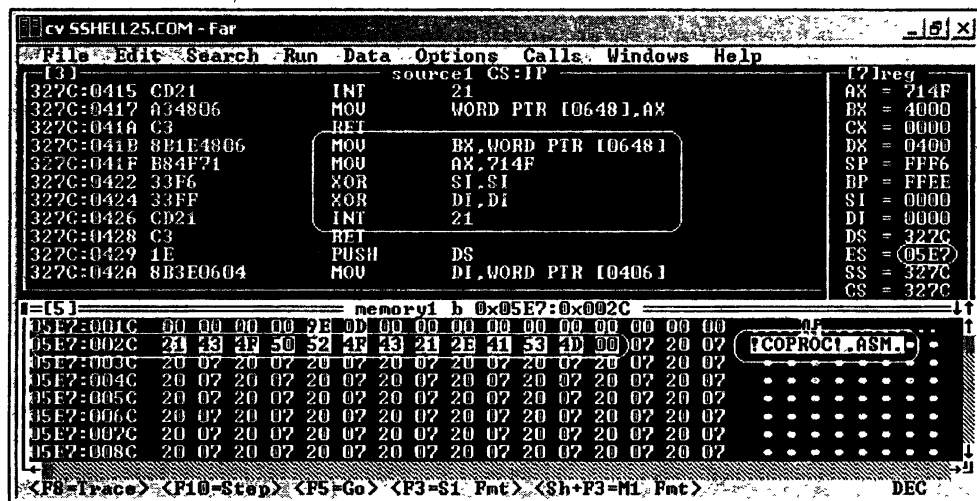 cv SSHELL25.COM - Far
File Edit Search Run Data Options Calls Windows Help
[3] source1 CS:IP
327C:0415 CD21 INT 21
327C:0417 A34806 MOV WORD PTR [0648],AX
327C:041A C3 RET
327C:041B 8B1E4806 MOV BX,WORD PTR [0648]
327C:041F B84F71 MOV AX,714F
327C:0422 33F6 XOR SI,SI
327C:0424 33FF XOR DI,DI
327C:0426 CD21 INT 21
327C:0428 C3 RET
327C:0429 1E PUSH DS
327C:042A 8B3E0604 MOV DI,WORD PTR [0406]
[7]reg
AX = 714F
BX = 4000
CX = 0000
DX = 0400
SP = FFF6
BP = FFEE
SI = 0000
DI = 0000
DS = 327C
ES = 05E7
SS = 327C
CS = 327C
[5] memory1 b 0x05E7:0x002C
05E7:001C 00 00 00 00 9E 0D 00 00 00 00 00 00 00 00 00 00
05E7:002C 21 43 4F 50 52 4F 43 21 2E 41 53 4D 00 07 20 07 !COPROC!.ASM.
05E7:003C 20 07 20 07 20 07 20 07 20 07 20 07 20 07 20 07
05E7:004C 20 07 20 07 20 07 20 07 20 07 20 07 20 07 20 07
05E7:005C 20 07 20 07 20 07 20 07 20 07 20 07 20 07 20 07
05E7:006C 20 07 20 07 20 07 20 07 20 07 20 07 20 07 20 07
05E7:007C 20 07 20 07 20 07 20 07 20 07 20 07 20 07 20 07
05E7:008C 20 07 20 07 20 07 20 07 20 07 20 07 20 07 20 07
<F8=Trace> <F10=Step> <F5=Go> <F3=S1 Fmt> <Sh+F3=M1 Fmt> DEC